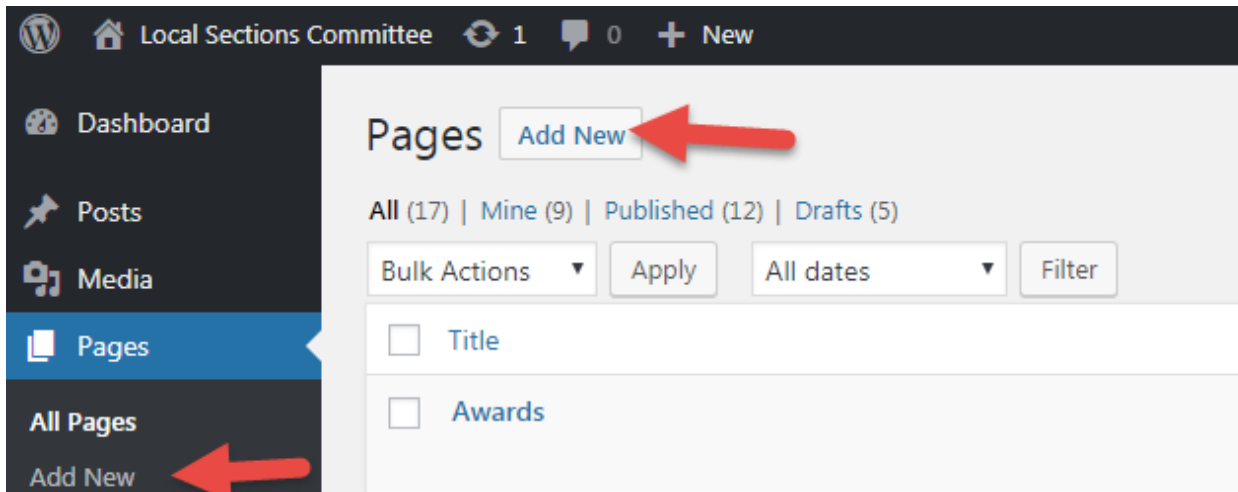 Local Sections Committee 1 0 New
Dashboard
Posts
Media
Pages
All Pages
Add New
Pages Add New
All (17) | Mine (9) | Published (12) | Drafts (5)
Bulk Actions Apply All dates Filter
Title
Awards